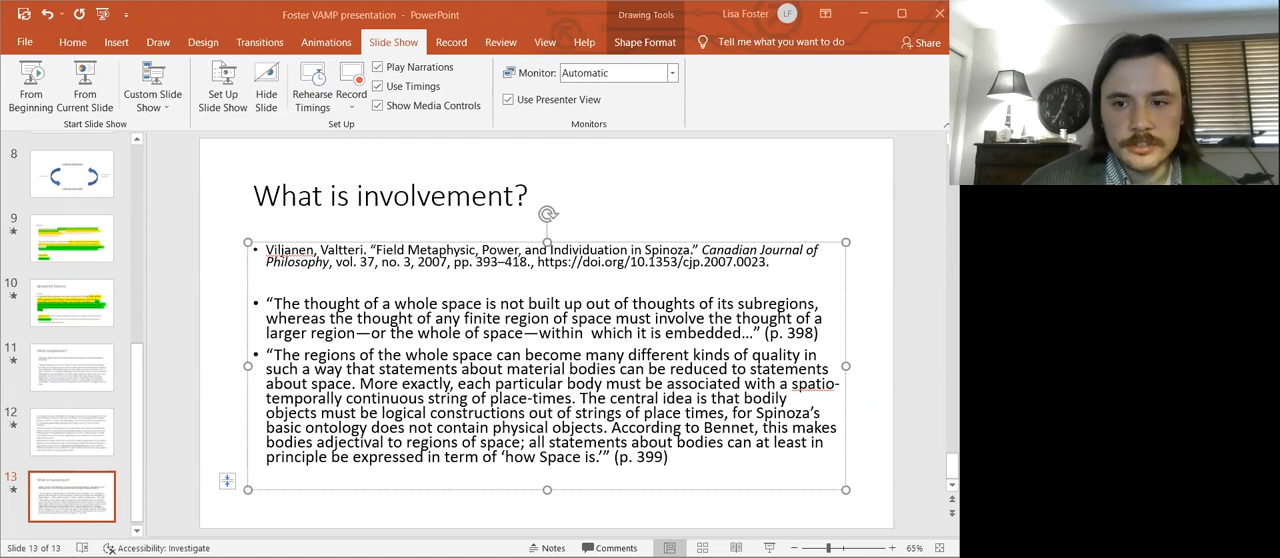 Foster VAMP presentation - PowerPoint
Drawing Tools
Lisa Foster LF
File Home Insert Draw Design Transitions Animations Slide Show Record Review View Help Shape Format Tell me what you want to do Share
From Beginning
From Current Slide
Custom Slide Show
Set Up Slide Show
Hide Slide
Rehearse Timings
Record
Play Narrations
Use Timings
Show Media Controls
Monitor: Automatic
Use Presenter View
Start Slide Show
Set Up
Monitors
8
9
10
11
12
13
What is involvement?
• Viljanen, Valtteri. “Field Metaphysic, Power, and Individuation in Spinoza.” Canadian Journal of
Philosophy, vol. 37, no. 3, 2007, pp. 393–418., https://doi.org/10.1353/cjp.2007.0023.
• “The thought of a whole space is not built up out of thoughts of its subregions,
whereas the thought of any finite region of space must involve the thought of a
larger region—or the whole of space—within which it is embedded…” (p. 398)
• “The regions of the whole space can become many different kinds of quality in
such a way that statements about material bodies can be reduced to statements
about space. More exactly, each particular body must be associated with a spatio-
temporally continuous string of place-times. The central idea is that bodily
objects must be logical constructions out of strings of place times, for Spinoza’s
basic ontology does not contain physical objects. According to Bennet, this makes
bodies adjectival to regions of space; all statements about bodies can at least in
principle be expressed in term of ‘how Space is.’” (p. 399)
Slide 13 of 13 Accessibility: Investigate Notes Comments 65%